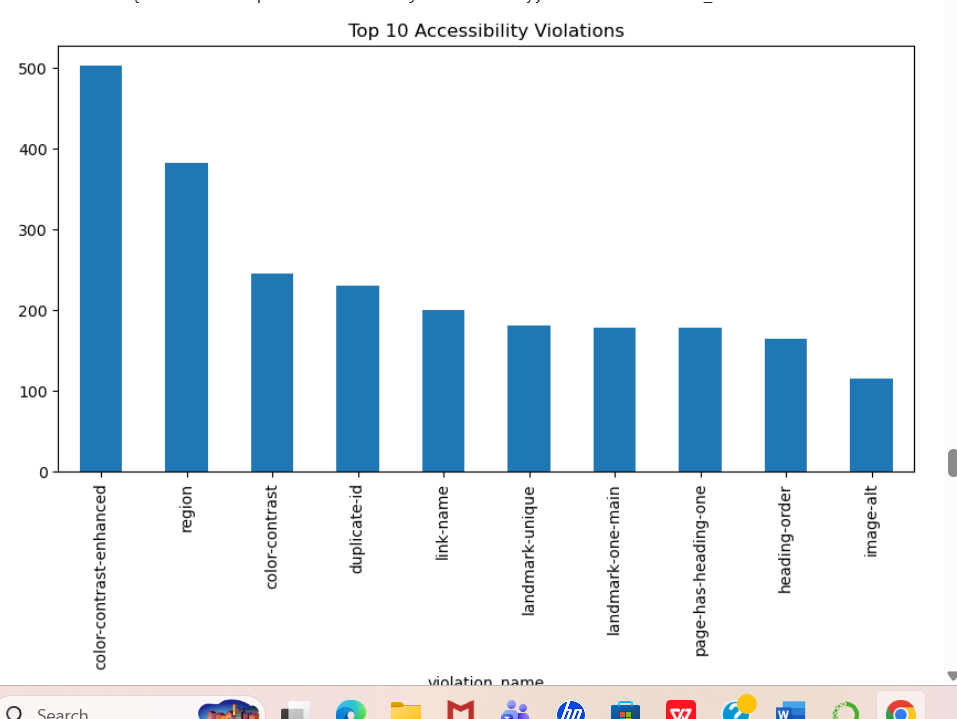 Top 10 Accessibility Violations
500
400
300
200
100
0
color-contrast-enhanced
region
color-contrast
duplicate-id
link-name
landmark-unique
landmark-one-main
page-has-heading-one
heading-order
image-alt
violation_name
Search
hp
W